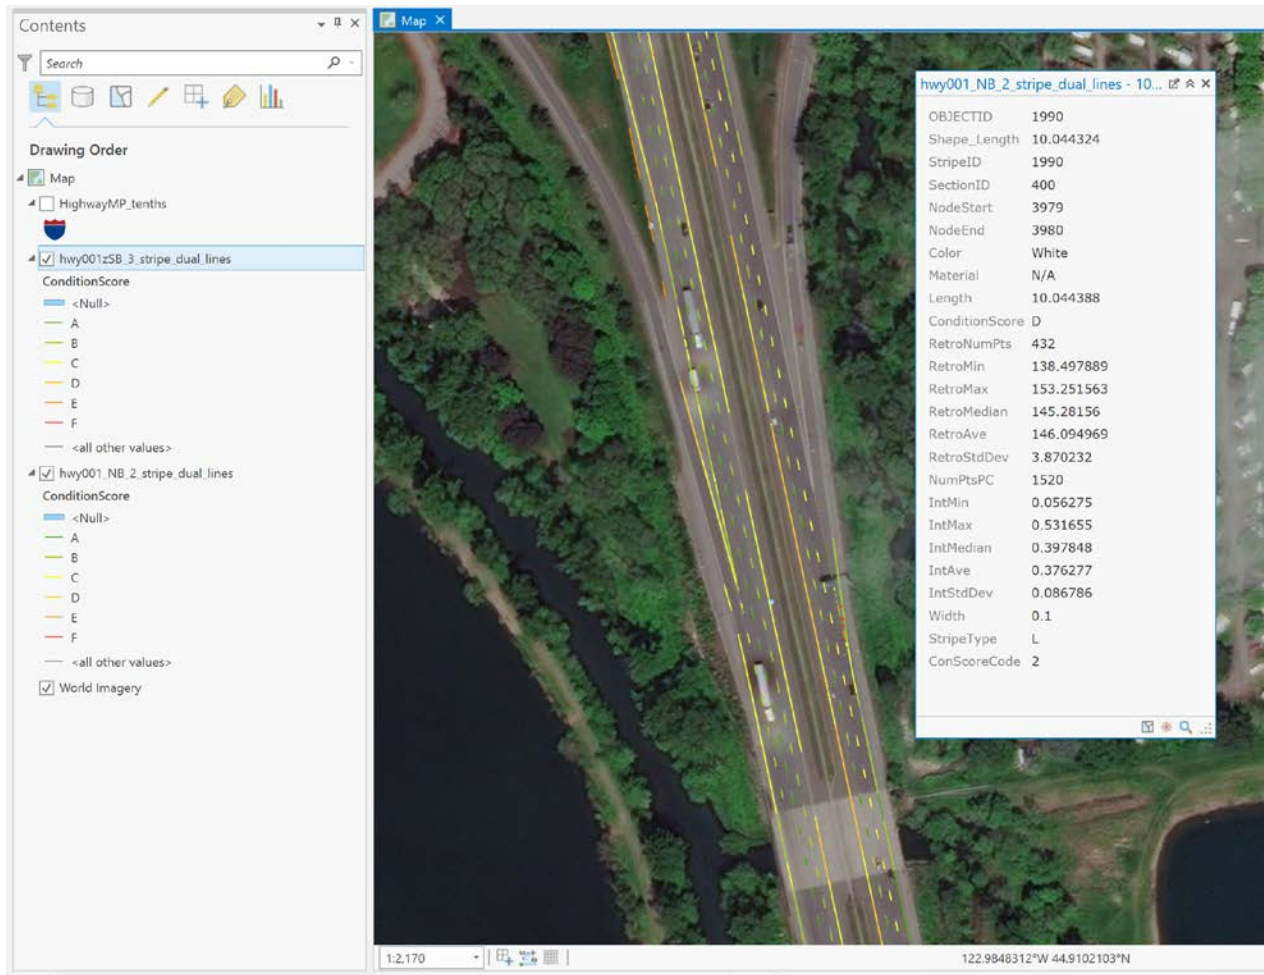 Contents
Search
Drawing Order
Map
HighwayMP_tenths
hwy001zSB_3_stripe_dual_lines
ConditionScore
<Null>
A
B
C
D
E
F
<all other values>
hwy001_NB_2_stripe_dual_lines
ConditionScore
<Null>
A
B
C
D
E
F
<all other values>
World Imagery
Map
hwy001_NB_2_stripe_dual_lines - 10...
OBJECTID 1990
Shape_Length 10.044324
StripeID 1990
SectionID 400
NodeStart 3979
NodeEnd 3980
Color White
Material N/A
Length 10.044388
ConditionScore D
RetroNumPts 432
RetroMin 138.497889
RetroMax 153.251563
RetroMedian 145.28156
RetroAve 146.094969
RetroStdDev 3.870232
NumPtsPC 1520
IntMin 0.056275
IntMax 0.531655
IntMedian 0.397848
IntAve 0.376277
IntStdDev 0.086786
Width 0.1
StripeType L
ConScoreCode 2
1:2,170
122.9848312°W 44.9102103°N